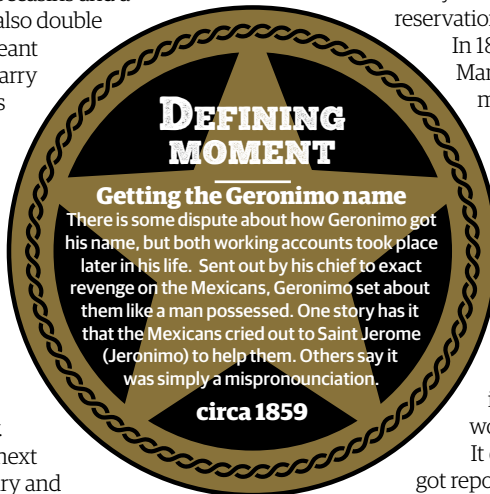 also double
eant
arry
s
reservation
In 18
Mar
m
DEFINING
MOMENT
Getting the Geronimo name
There is some dispute about how Geronimo got
his name, but both working accounts took place
later in his life. Sent out by his chief to exact
revenge on the Mexicans, Geronimo set about
them like a man possessed. One story has it
that the Mexicans cried out to Saint Jerome
(Jeronimo) to help them. Others say it
was simply a mispronounciation.
circa 1859
next
ry and
i
wo
It
got repo